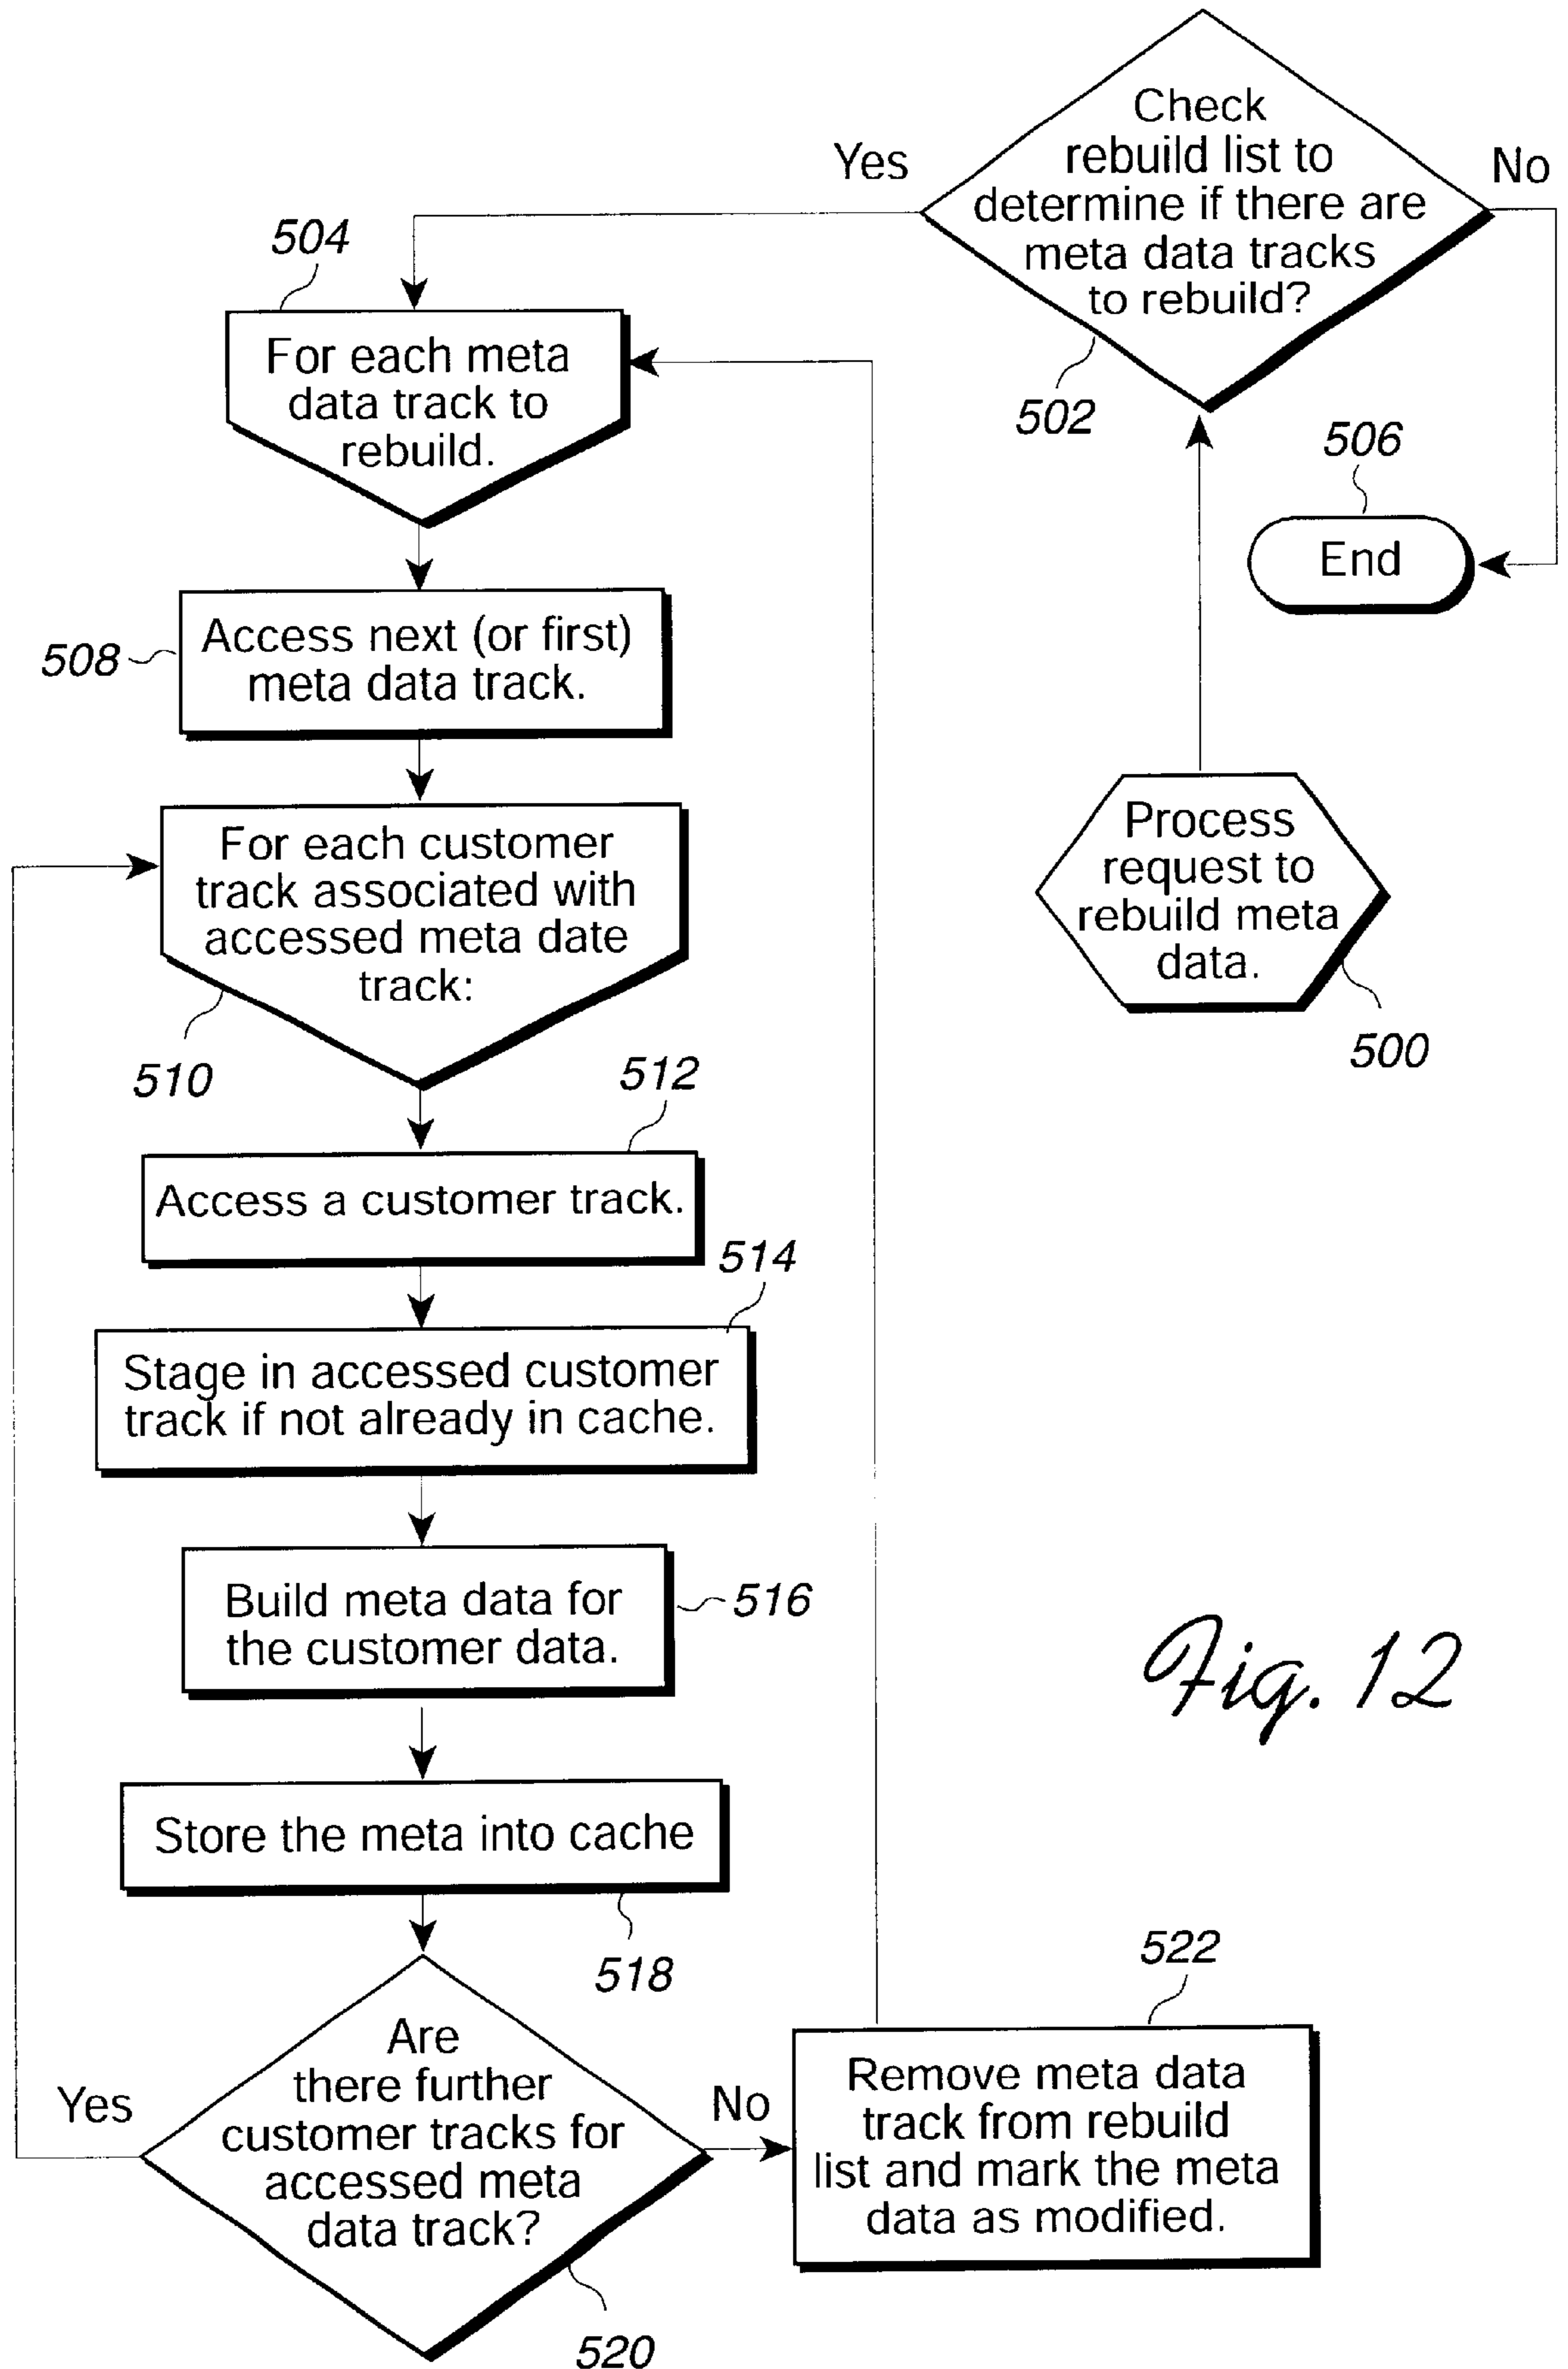 Check
rebuild list to
determine if there are
meta data tracks
to rebuild?
Yes
No
502
504
For each meta
data track to
rebuild.
506
End
508
Access next (or first)
meta data track.
Process
request to
rebuild meta
data.
500
For each customer
track associated with
accessed meta date
track:
510
512
Access a customer track.
514
Stage in accessed customer
track if not already in cache.
Build meta data for
the customer data.
516
Fig. 12
Store the meta into cache
518
Are
there further
customer tracks for
accessed meta
data track?
Yes
No
520
522
Remove meta data
track from rebuild
list and mark the meta
data as modified.